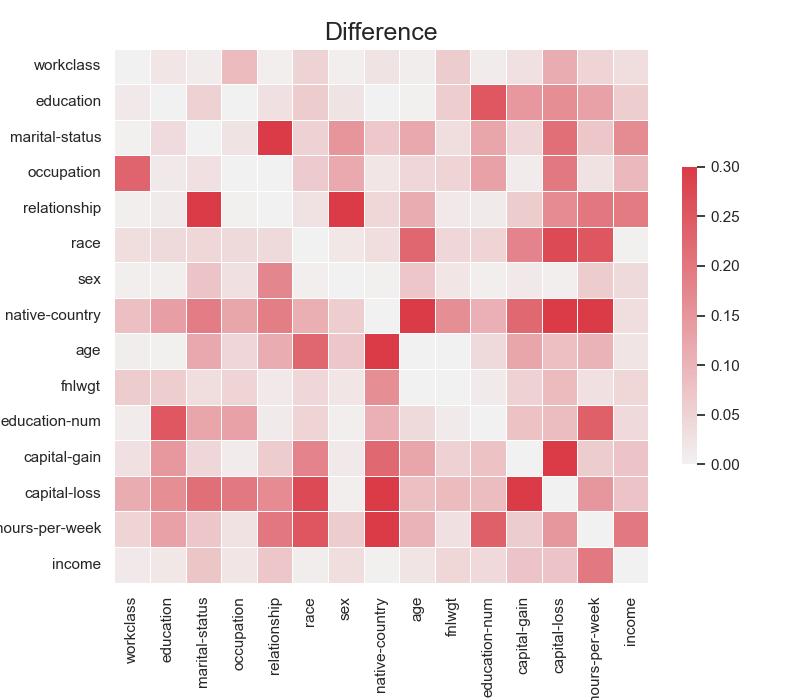 Difference
workclass
education
marital-status
occupation
relationship
race
sex
native-country
age
fnlwgt
education-num
capital-gain
capital-loss
hours-per-week
income
0.30
0.25
0.20
0.15
0.10
0.05
0.00
workclass
education
marital-status
occupation
relationship
race
sex
native-country
age
fnlwgt
education-num
capital-gain
capital-loss
hours-per-week
income